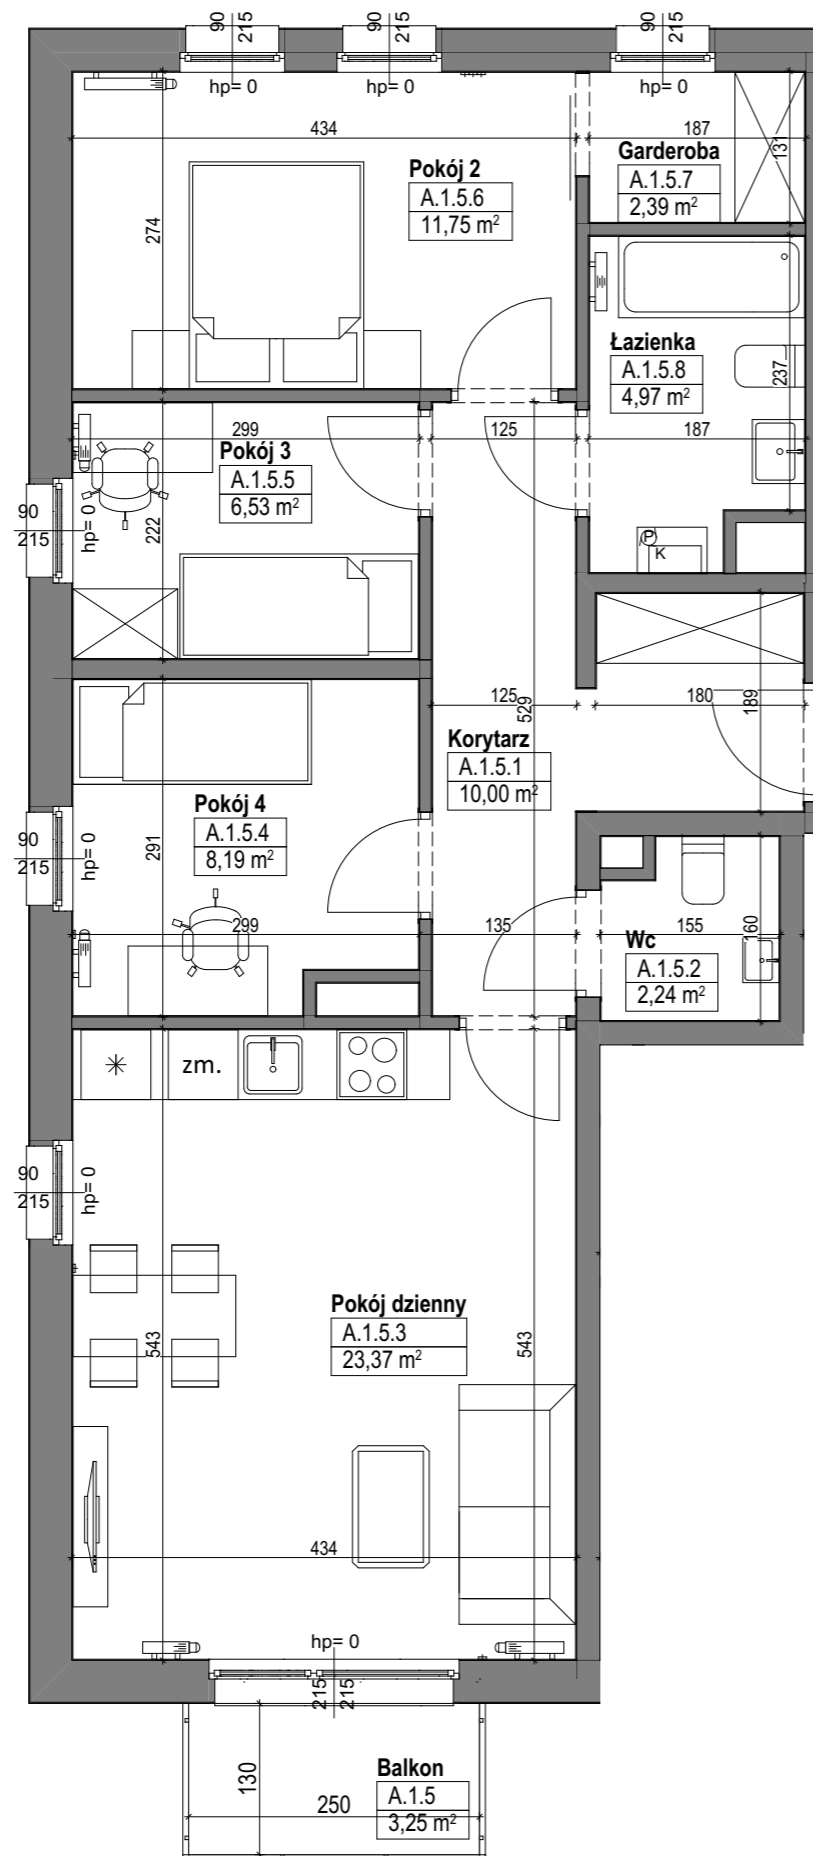 90
215
90
215
90
215
hp= 0
hp= 0
hp= 0
434
187
131
Garderoba
A.1.5.7
2,39 m²
Pokój 2
A.1.5.6
11,75 m²
274
Łazienka
A.1.5.8
4,97 m²
237
299
125
187
Pokój 3
A.1.5.5
6,53 m²
90
215
hp= 0
222
P
K
125
529
180
189
Korytarz
A.1.5.1
10,00 m²
Pokój 4
A.1.5.4
8,19 m²
90
215
hp= 0
291
299
135
155
160
Wc
A.1.5.2
2,24 m²
zm.
90
215
hp= 0
Pokój dzienny
A.1.5.3
23,37 m²
543
543
434
hp= 0
215
215
Balkon
A.1.5
3,25 m²
130
250